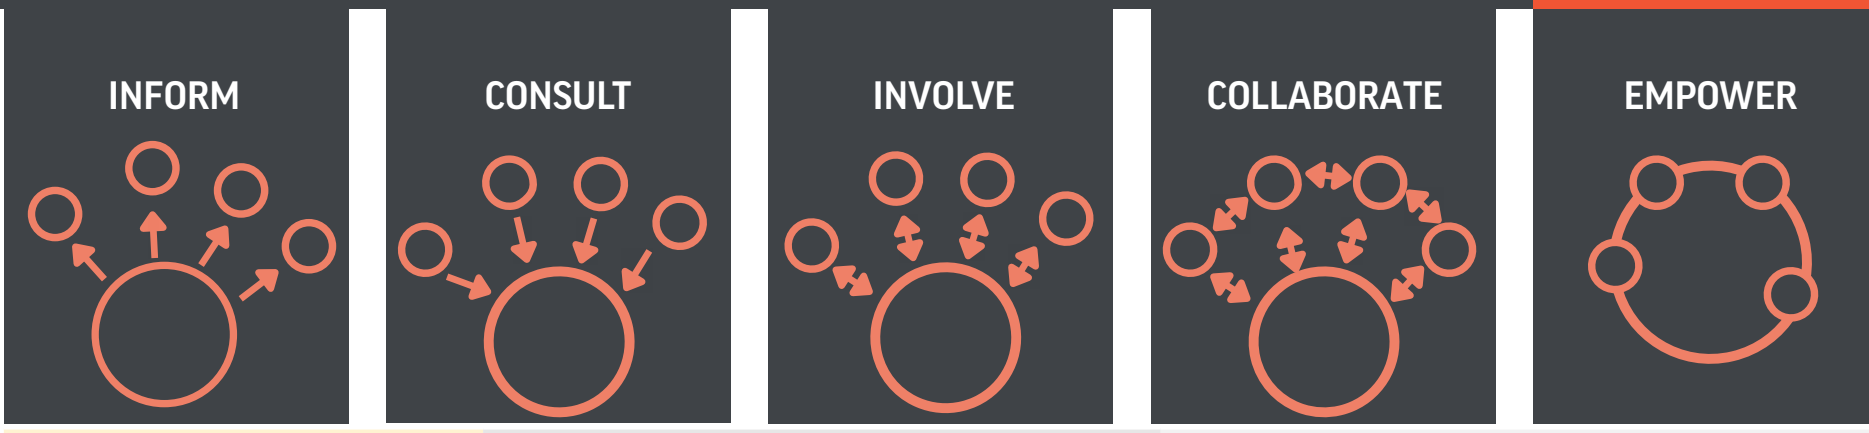 INFORM
CONSULT
INVOLVE
COLLABORATE
EMPOWER